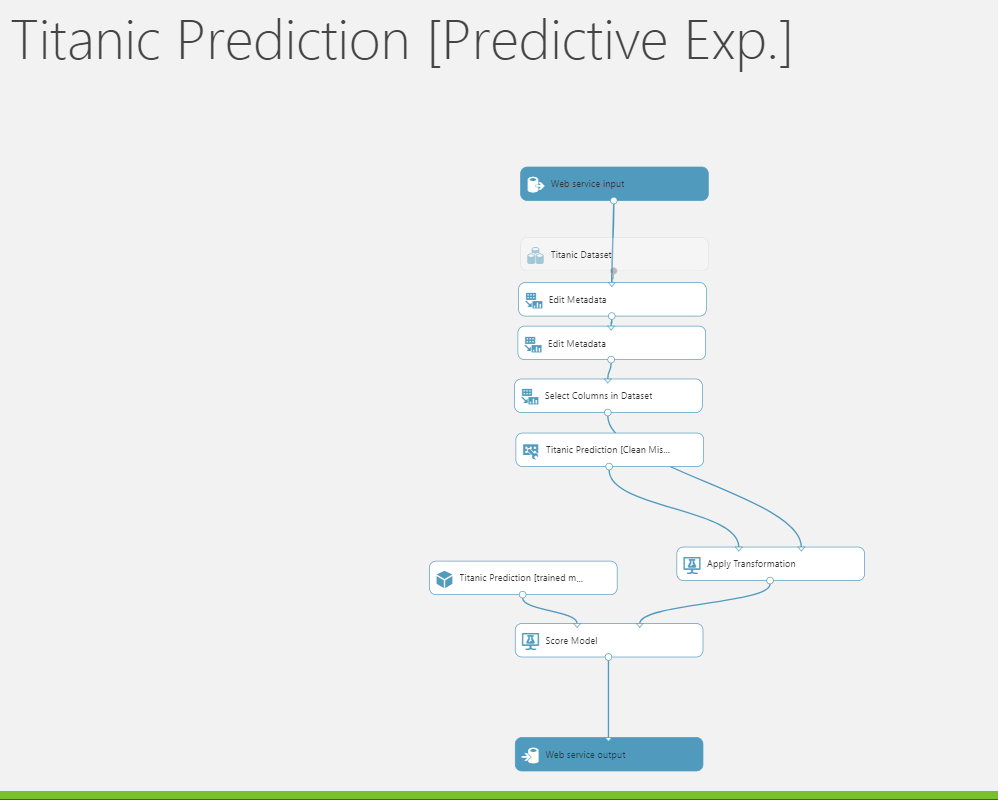 Titanic Prediction [Predictive Exp.]
Web service input
Titanic Dataset
Edit Metadata
Edit Metadata
Select Columns in Dataset
Titanic Prediction [Clean Mis...
Apply Transformation
Titanic Prediction [trained m...
Score Model
Web service output